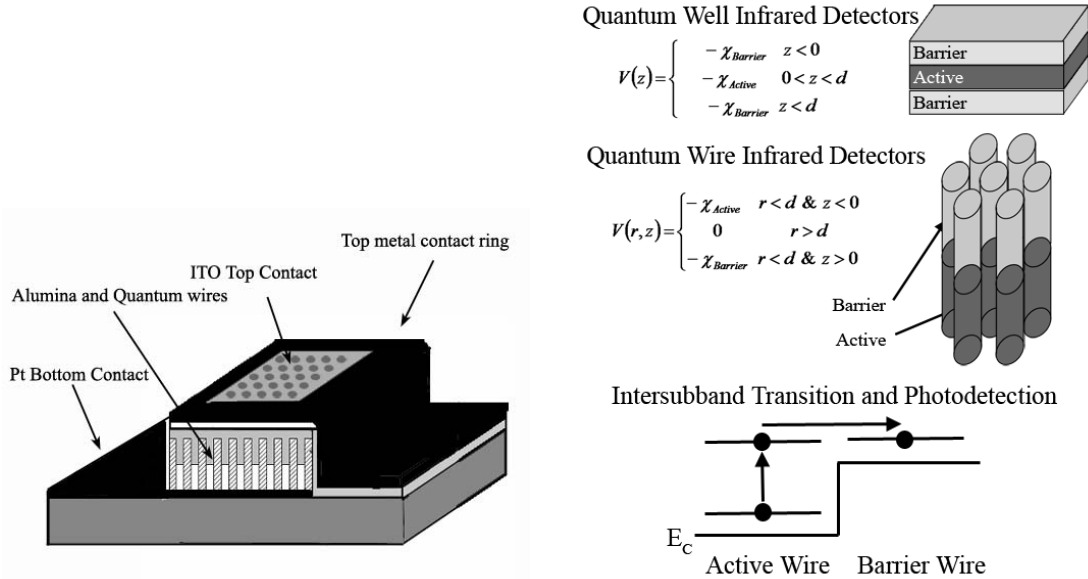 Top metal contact ring
ITO Top Contact
Alumina and Quantum wires
Pt Bottom Contact
Quantum Well Infrared Detectors
V(z)={ -χ_Barrier z<0
-χ_Active 0<z<d
-χ_Barrier z<d
Barrier
Active
Barrier
Quantum Wire Infrared Detectors
V(r,z)={ -χ_Active r<d & z<0
0 r>d
-χ_Barrier r<d & z>0
Barrier
Active
Intersubband Transition and Photodetection
E_C
Active Wire Barrier Wire